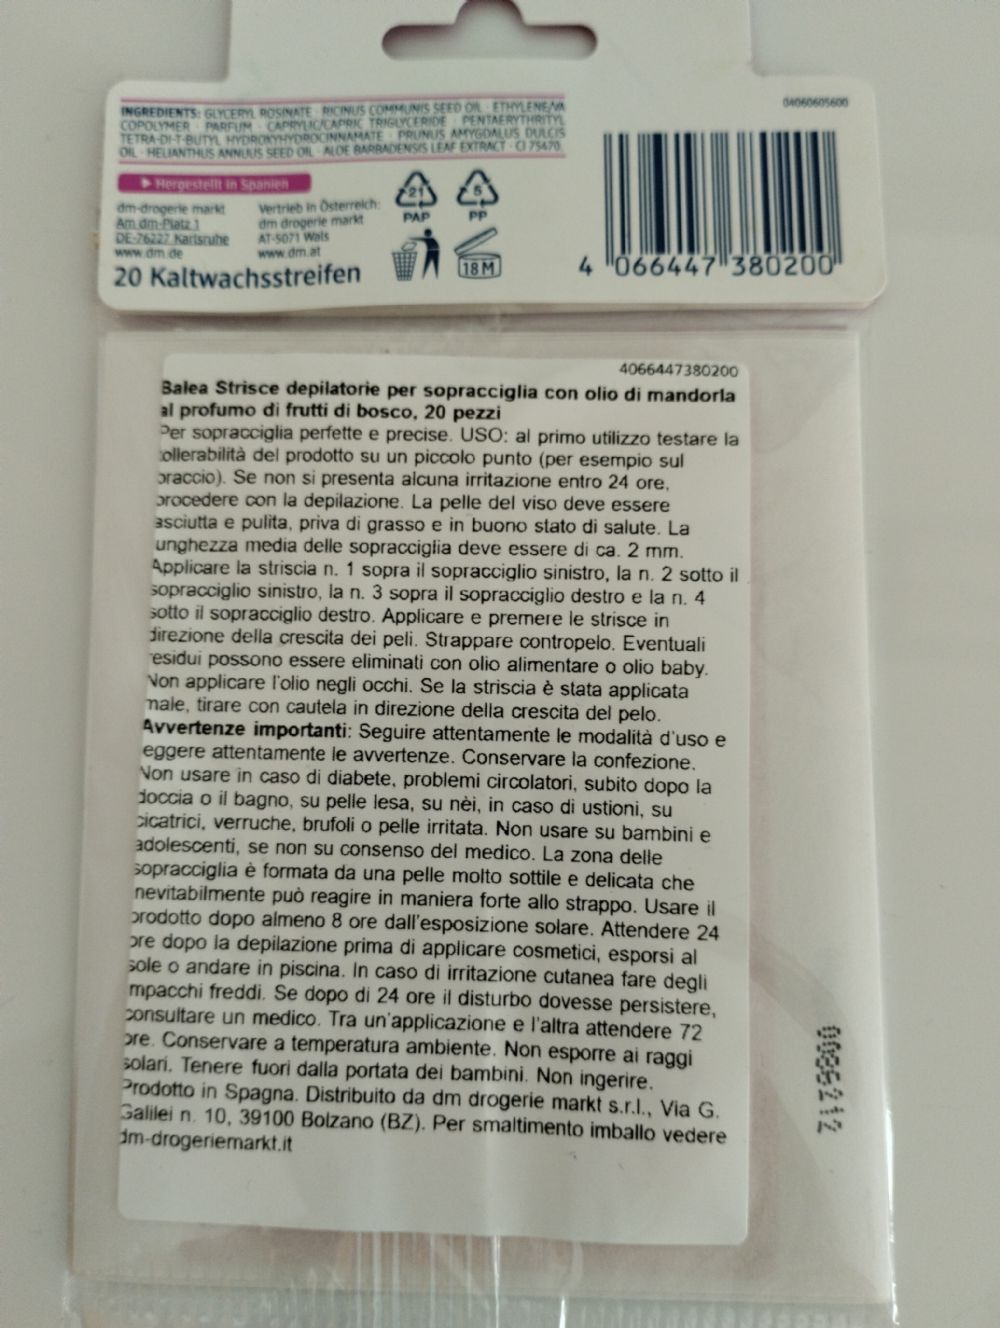 04060605600
INGREDIENTS: GLYCERYL ROSINATE · RICINUS COMMUNIS SEED OIL · ETHYLENE/VA
COPOLYMER · PARFUM · CAPRYLIC/CAPRIC TRIGLYCERIDE · PENTAERYTHRITYL
TETRA-DI-T-BUTYL HYDROXYHYDROCINNAMATE · PRUNUS AMYGDALUS DULCIS
OIL · HELIANTHUS ANNUUS SEED OIL · ALOE BARBADENSIS LEAF EXTRACT · CI 75470.
Hergestellt in Spanien
dm-drogerie markt
Am dm-Platz 1
DE-76227 Karlsruhe
www.dm.de
Vertrieb in Österreich:
dm drogerie markt
AT-5071 Wals
www.dm.at
21
PAP
5
PP
18 M
20 Kaltwachsstreifen
4 066447 380200
4066447380200
Balea Strisce depilatorie per sopracciglia con olio di mandorla
al profumo di frutti di bosco, 20 pezzi
Per sopracciglia perfette e precise. USO: al primo utilizzo testare la
ollerabilità del prodotto su un piccolo punto (per esempio sul
braccio). Se non si presenta alcuna irritazione entro 24 ore,
procedere con la depilazione. La pelle del viso deve essere
asciutta e pulita, priva di grasso e in buono stato di salute. La
unghezza media delle sopracciglia deve essere di ca. 2 mm.
Applicare la striscia n. 1 sopra il sopracciglio sinistro, la n. 2 sotto il
sopracciglio sinistro, la n. 3 sopra il sopracciglio destro e la n. 4
sotto il sopracciglio destro. Applicare e premere le strisce in
direzione della crescita dei peli. Strappare contropelo. Eventuali
residui possono essere eliminati con olio alimentare o olio baby.
Non applicare l'olio negli occhi. Se la striscia è stata applicata
male, tirare con cautela in direzione della crescita del pelo.
Avvertenze importanti: Seguire attentamente le modalità d'uso e
eggere attentamente le avvertenze. Conservare la confezione.
Non usare in caso di diabete, problemi circolatori, subito dopo la
doccia o il bagno, su pelle lesa, su nèi, in caso di ustioni, su
cicatrici, verruche, brufoli o pelle irritata. Non usare su bambini e
adolescenti, se non su consenso del medico. La zona delle
sopracciglia è formata da una pelle molto sottile e delicata che
nevitabilmente può reagire in maniera forte allo strappo. Usare il
prodotto dopo almeno 8 ore dall'esposizione solare. Attendere 24
ore dopo la depilazione prima di applicare cosmetici, esporsi al
sole o andare in piscina. In caso di irritazione cutanea fare degli
mpacchi freddi. Se dopo di 24 ore il disturbo dovesse persistere,
consultare un medico. Tra un'applicazione e l'altra attendere 72
ore. Conservare a temperatura ambiente. Non esporre ai raggi
solari. Tenere fuori dalla portata dei bambini. Non ingerire.
Prodotto in Spagna. Distribuito da dm drogerie markt s.r.l., Via G.
Galilei n. 10, 39100 Bolzano (BZ). Per smaltimento imballo vedere
dm-drogeriemarkt.it